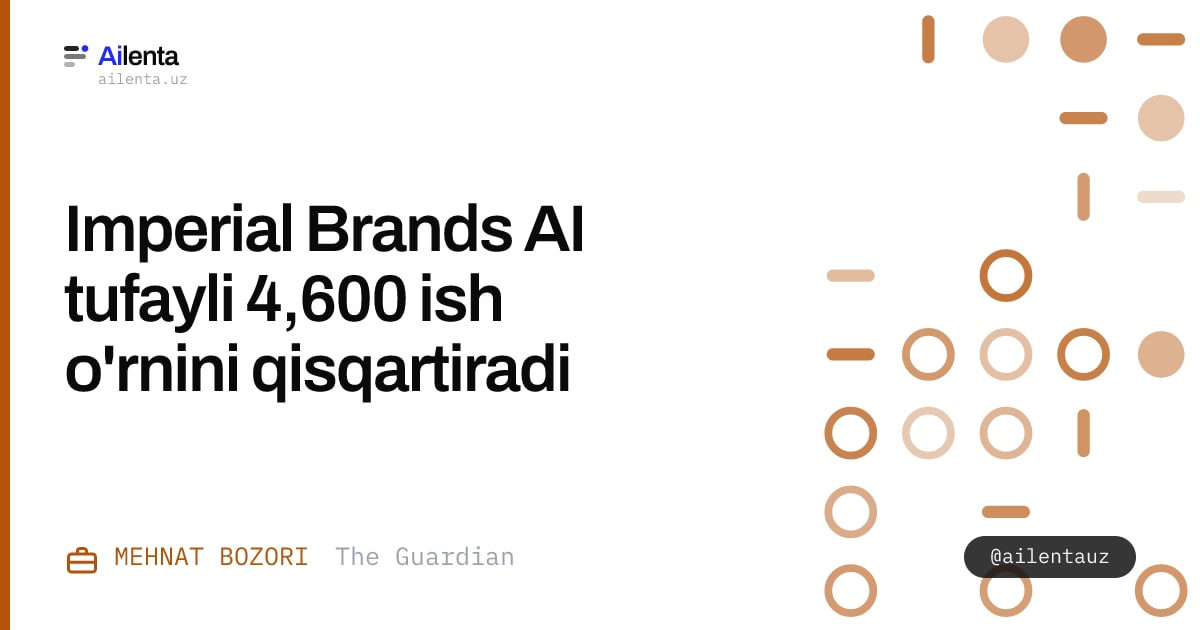 Ailenta
ailenta.uz
Imperial Brands AI
tufayli 4,600 ish
o'rnini qisqartiradi
MEHNAT BOZORI The Guardian
@ailentauz